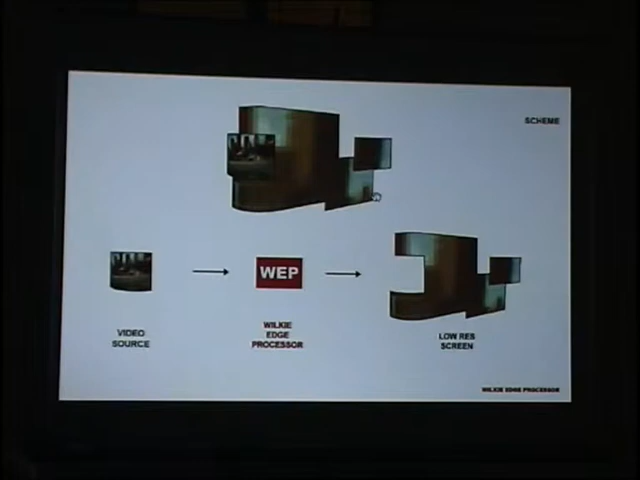 SCHEME
WEP
VIDEO
SOURCE
WILKIE
EDGE
PROCESSOR
LOW RES
SCREEN
WILKIE EDGE PROCESSOR